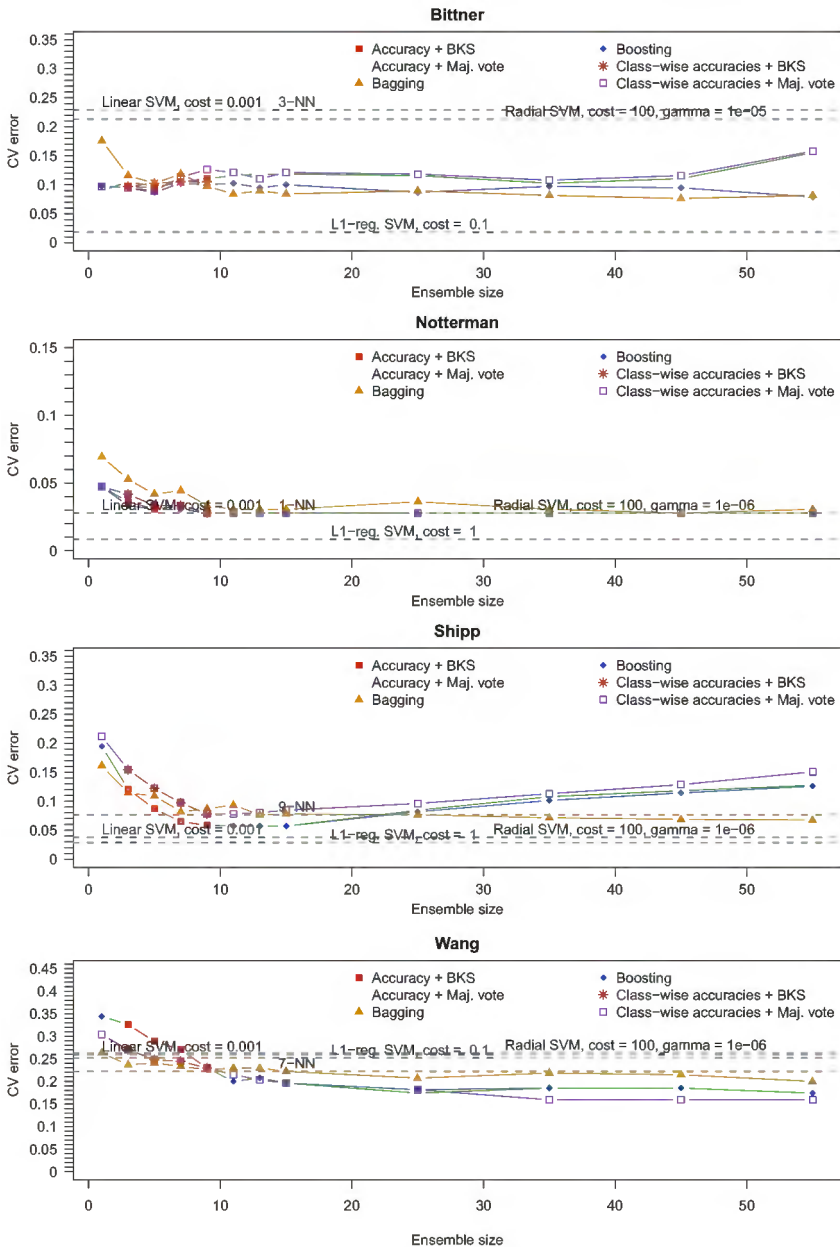 Bittner
0.35
0.3
0.25
0.2
0.15
0.1
0.05
0
CV error
Accuracy + BKS
Accuracy + Maj. vote
Bagging
Boosting
Class-wise accuracies + BKS
Class-wise accuracies + Maj. vote
Linear SVM, cost = 0.001
3-NN
Radial SVM, cost = 100, gamma = 1e-05
L1-reg. SVM, cost = 0.1
0 10 20 30 40 50
Ensemble size
Notterman
0.15
0.1
0.05
0
CV error
Accuracy + BKS
Accuracy + Maj. vote
Bagging
Boosting
Class-wise accuracies + BKS
Class-wise accuracies + Maj. vote
Linear SVM, cost = 0.001
1-NN
Radial SVM, cost = 100, gamma = 1e-06
L1-reg. SVM, cost = 1
0 10 20 30 40 50
Ensemble size
Shipp
0.35
0.3
0.25
0.2
0.15
0.1
0.05
0
CV error
Accuracy + BKS
Accuracy + Maj. vote
Bagging
Boosting
Class-wise accuracies + BKS
Class-wise accuracies + Maj. vote
9-NN
Linear SVM, cost = 0.001
L1-reg. SVM, cost = 1
Radial SVM, cost = 100, gamma = 1e-06
0 10 20 30 40 50
Ensemble size
Wang
0.45
0.4
0.35
0.3
0.25
0.2
0.15
0.1
0.05
0
CV error
Accuracy + BKS
Accuracy + Maj. vote
Bagging
Boosting
Class-wise accuracies + BKS
Class-wise accuracies + Maj. vote
Linear SVM, cost = 0.001
L1-reg. SVM, cost = 0.1
Radial SVM, cost = 100, gamma = 1e-06
7-NN
0 10 20 30 40 50
Ensemble size